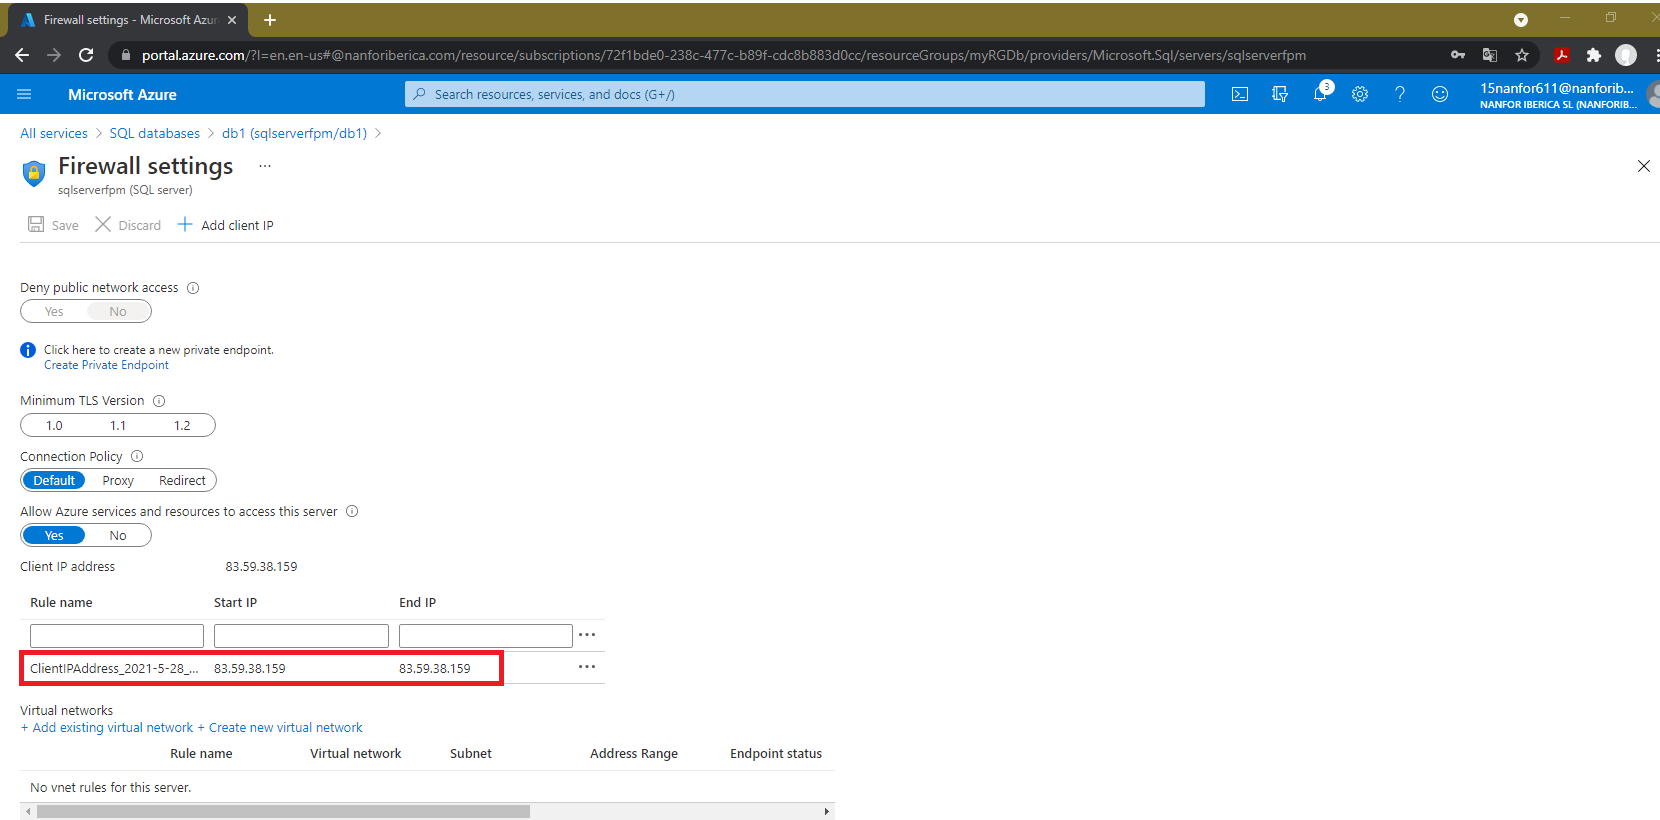 Firewall settings - Microsoft Azur
portal.azure.com/?l=en.en-us#@nanforiberica.com/resource/subscriptions/72f1bde0-238c-477c-b89f-cdc8b883d0cc/resourceGroups/myRGDb/providers/Microsoft.Sql/servers/sqlserverfpm
Microsoft Azure
Search resources, services, and docs (G+/)
3
15nanfor611@nanforib...
NANFOR IBERICA SL (NANFORIB...
All services > SQL databases > db1 (sqlserverfpm/db1) >
Firewall settings ...
sqlserverfpm (SQL server)
Save Discard + Add client IP
Deny public network access
Yes No
Click here to create a new private endpoint.
Create Private Endpoint
Minimum TLS Version
1.0 1.1 1.2
Connection Policy
Default Proxy Redirect
Allow Azure services and resources to access this server
Yes No
Client IP address 83.59.38.159
Rule name Start IP End IP
...
ClientIPAddress_2021-5-28_... 83.59.38.159 83.59.38.159 ...
Virtual networks
+ Add existing virtual network + Create new virtual network
Rule name Virtual network Subnet Address Range Endpoint status
No vnet rules for this server.